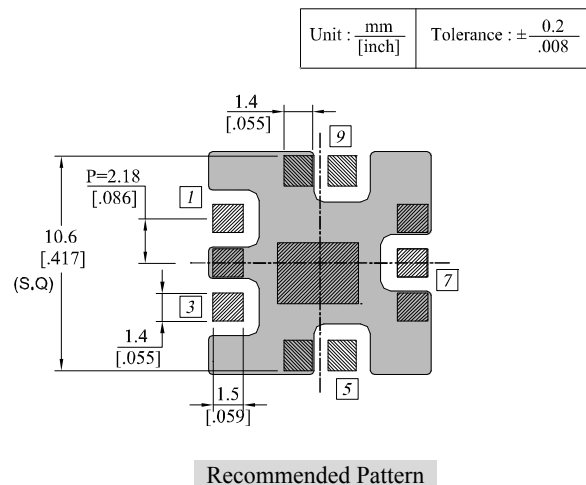 Unit : mm [inch]
Tolerance : ± 0.2 .008
1.4
[.055]
9
P=2.18
[.086]
1
10.6
[.417]
(S,Q)
7
3
1.4
[.055]
5
1.5
[.059]
Recommended Pattern